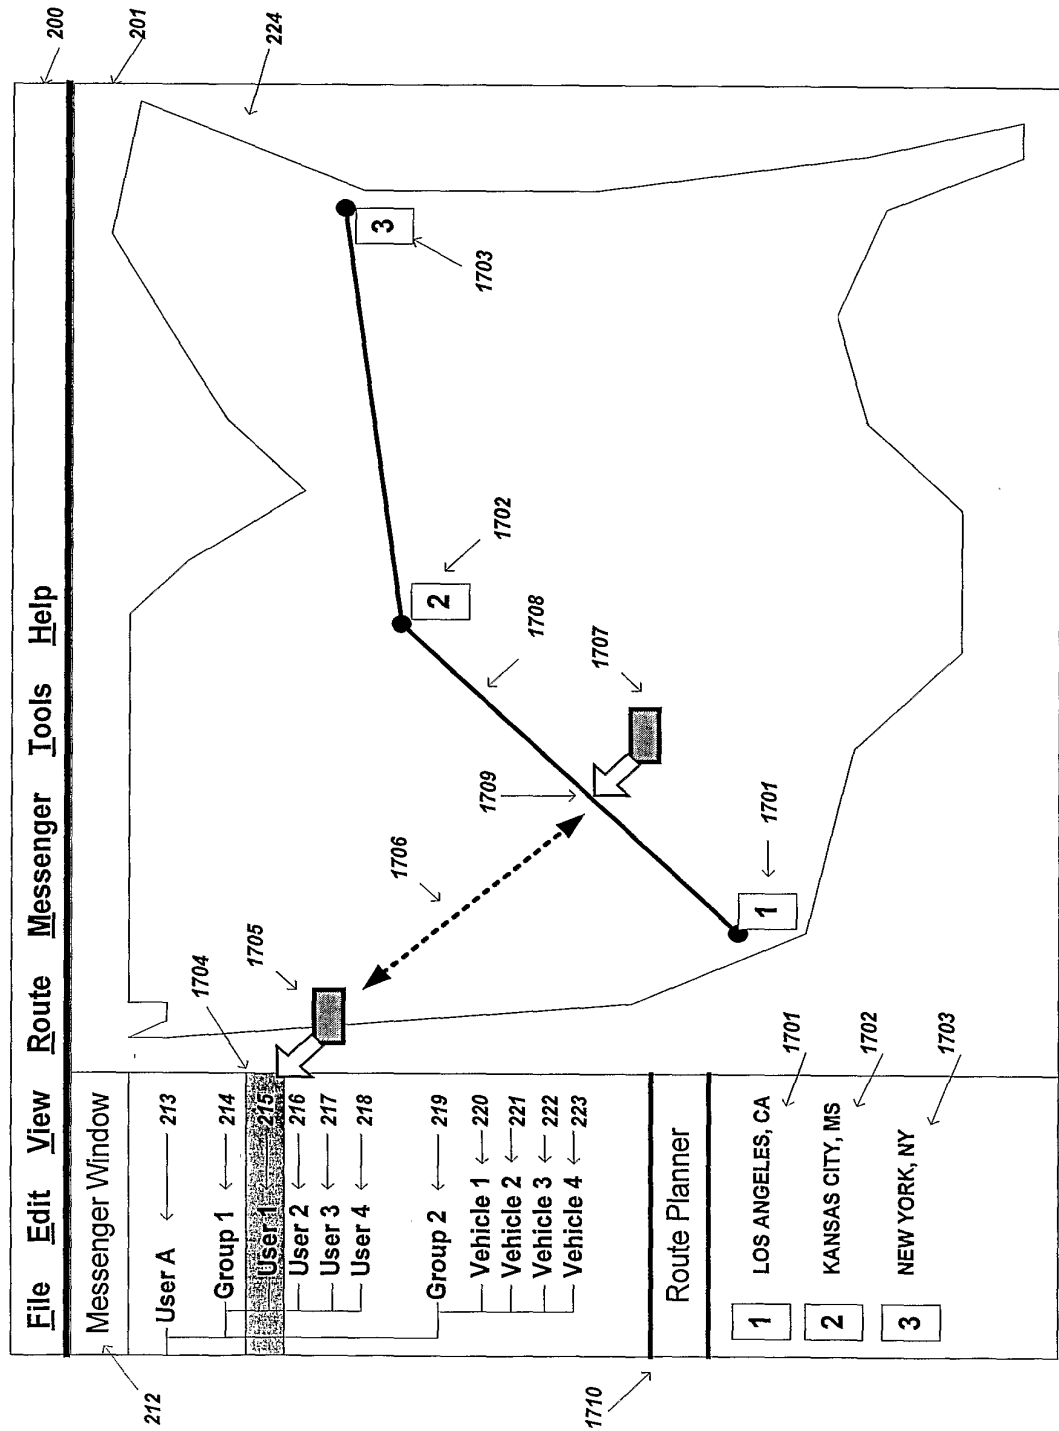 File Edit View Route Messenger Tools Help
200
201
224
Messenger Window
212
User A
213
Group 1
214
User 1
215
User 2
216
User 3
217
User 4
218
Group 2
219
Vehicle 1
220
Vehicle 2
221
Vehicle 3
222
Vehicle 4
223
1704
1705
1706
1709
1707
1708
1
1701
2
1702
3
1703
1710
Route Planner
1 LOS ANGELES, CA
1701
2 KANSAS CITY, MS
1702
3 NEW YORK, NY
1703